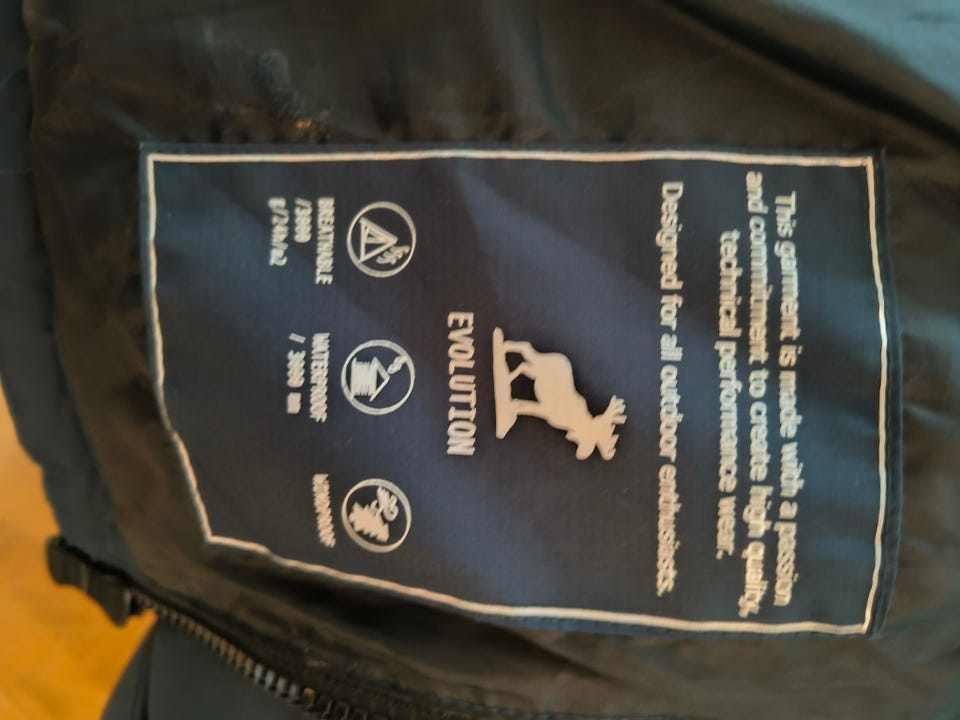 This garment is made with a passion
and commitment to create high quality,
technical performance wear.
Designed for all outdoor enthusiasts.
EVOLUTION
BREATHABLE
/3000
g/24h/m2
WATERPROOF
/ 3000 mm
WINDPROOF